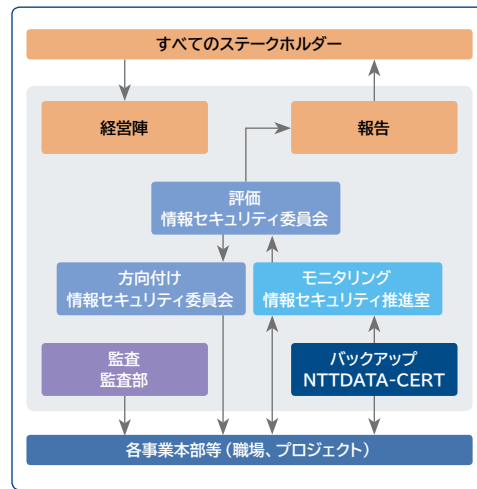 すべてのステークホルダー
経営陣
報告
評価
情報セキュリティ委員会
方向付け
情報セキュリティ委員会
モニタリング
情報セキュリティ推進室
監査
監査部
バックアップ
NTTDATA-CERT
各事業本部等（職場、プロジェクト）